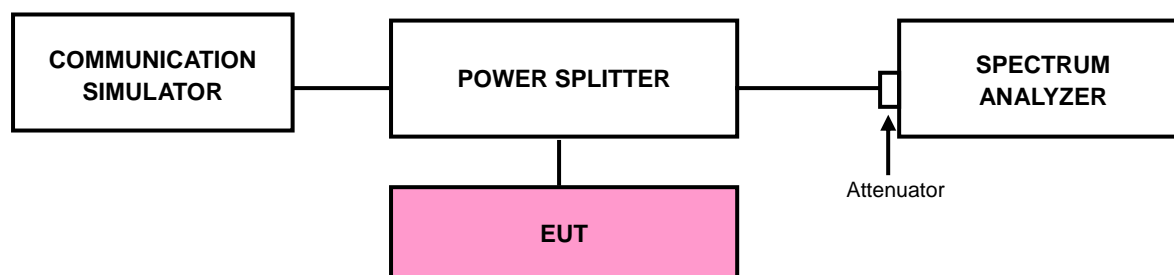 COMMUNICATION
SIMULATOR
POWER SPLITTER
SPECTRUM
ANALYZER
Attenuator
EUT